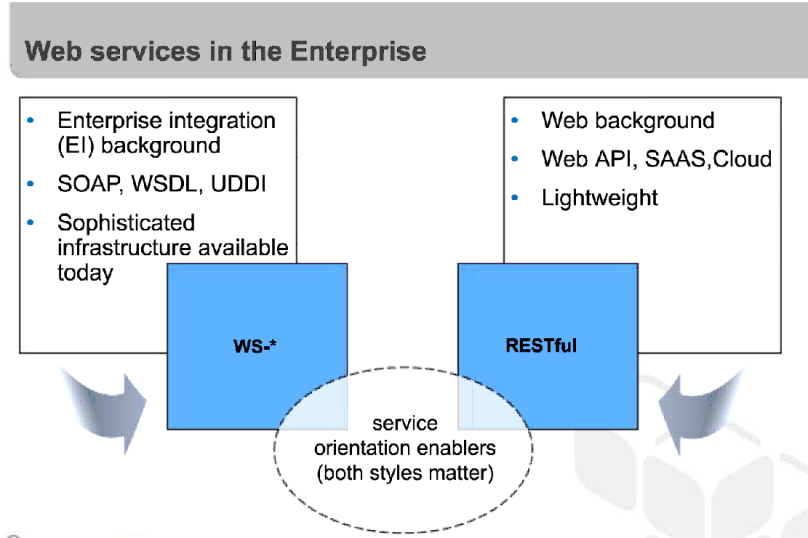 Web services in the Enterprise
• Enterprise integration
(EI) background
• SOAP, WSDL, UDDI
• Sophisticated
infrastructure available
today
WS-*
• Web background
• Web API, SAAS,Cloud
• Lightweight
RESTful
service
orientation enablers
(both styles matter)